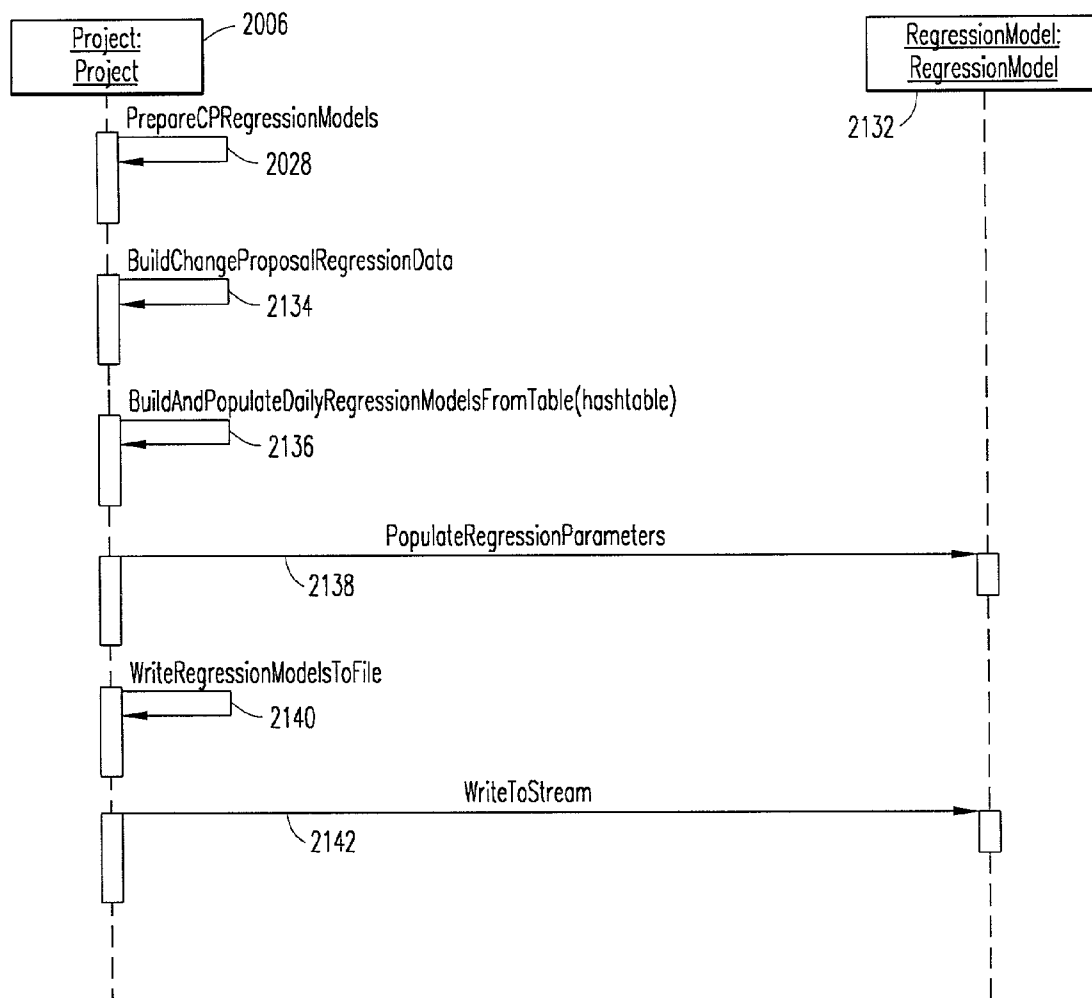 Project:
Project
2006
RegressionModel:
RegressionModel
2132
PrepareCPRegressionModels
2028
BuildChangeProposalRegressionData
2134
BuildAndPopulateDailyRegressionModelsFromTable(hashtable)
2136
PopulateRegressionParameters
2138
WriteRegressionModelsToFile
2140
WriteToStream
2142